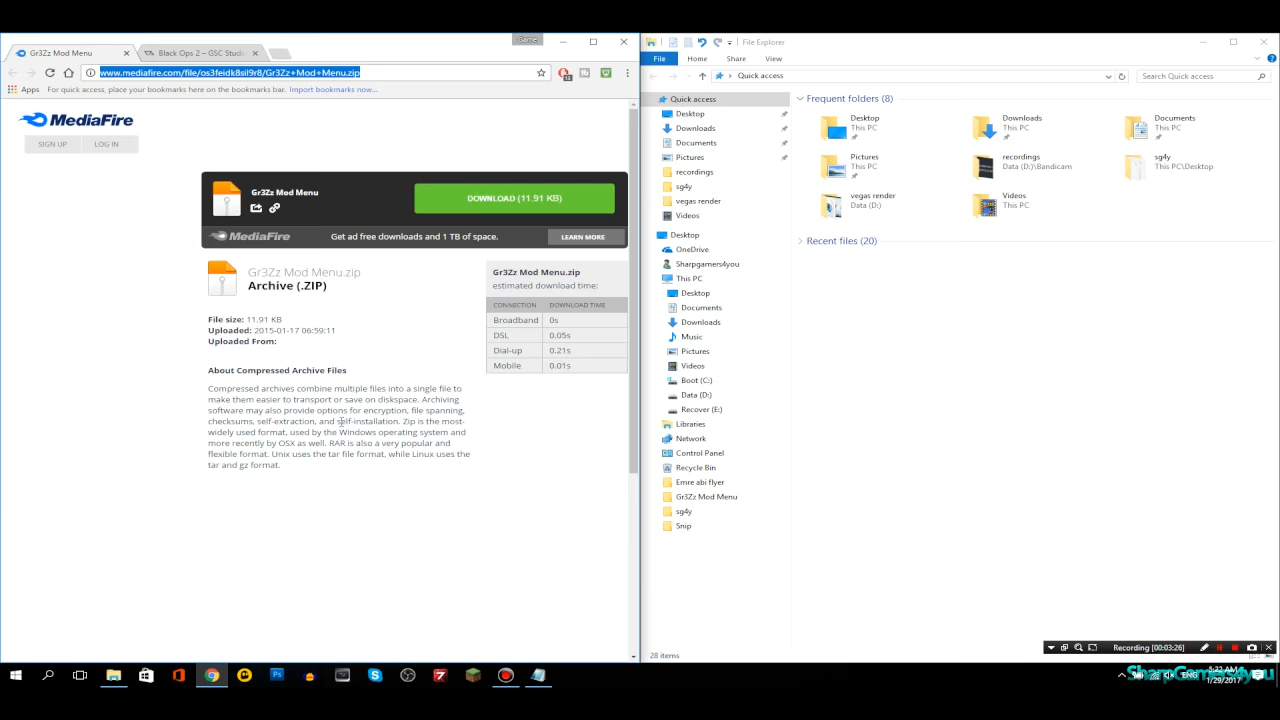 Gr3Zz Mod Menu
Black Ops 2 – GSC Studi
Game
www.mediafire.com/file/os3feidk8sil9r8/Gr3Zz+Mod+Menu.zip
Apps
For quick access, place your bookmarks here on the bookmarks bar. Import bookmarks now...
MediaFire
SIGN UP
LOG IN
Gr3Zz Mod Menu
DOWNLOAD (11.91 KB)
MediaFire
Get ad free downloads and 1 TB of space.
LEARN MORE
Gr3Zz Mod Menu.zip
Archive (.ZIP)
File size: 11.91 KB
Uploaded: 2015-01-17 06:59:11
Uploaded From:
About Compressed Archive Files
Compressed archives combine multiple files into a single file to
make them easier to transport or save on diskspace. Archiving
software may also provide options for encryption, file spanning,
checksums, self-extraction, and self-installation. Zip is the most-
widely used format, used by the Windows operating system and
more recently by OSX as well. RAR is also a very popular and
flexible format. Unix uses the tar file format, while Linux uses the
tar and gz format.
Gr3Zz Mod Menu.zip
estimated download time:
CONNECTION DOWNLOAD TIME
Broadband 0s
DSL 0.05s
Dial-up 0.21s
Mobile 0.01s
File Explorer
File
Home
Share
View
Quick access
Search Quick access
Quick access
Desktop
Downloads
Documents
Pictures
recordings
sg4y
vegas render
Videos
Desktop
OneDrive
Sharpgamers4you
This PC
Desktop
Documents
Downloads
Music
Pictures
Videos
Boot (C:)
Data (D:)
Recover (E:)
Libraries
Network
Control Panel
Recycle Bin
Emre abi flyer
Gr3Zz Mod Menu
sg4y
Snip
Frequent folders (8)
Desktop
This PC
Downloads
This PC
Documents
This PC
Pictures
This PC
recordings
Data (D:)\Bandicam
sg4y
This PC\Desktop
vegas render
Data (D:)
Videos
This PC
Recent files (20)
28 items
Recording [00:03:26]
ENG
1/29/2017
SharpGamers4you